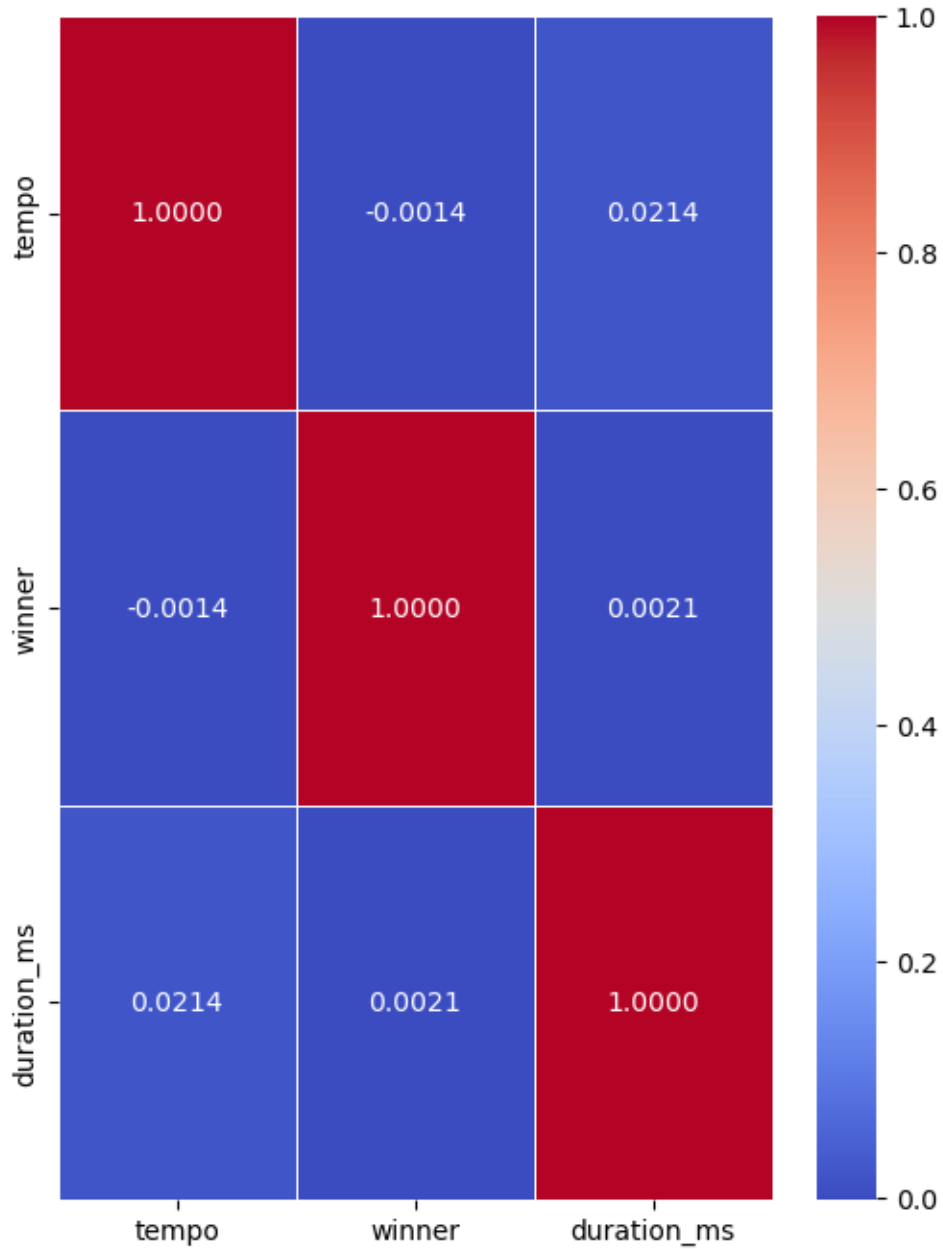 1.0
tempo 1.0000 -0.0014 0.0214
0.8
0.6
winner -0.0014 1.0000 0.0021
0.4
duration_ms 0.0214 0.0021 1.0000
0.2
0.0
tempo winner duration_ms